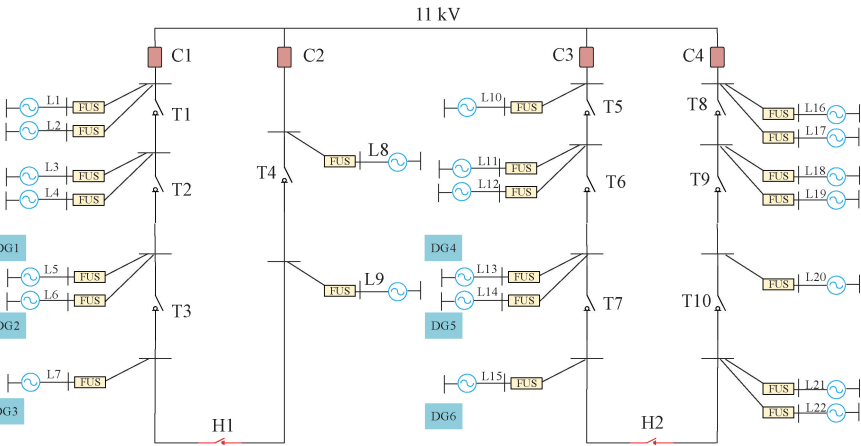 11 kV
C1
C2
C3
C4
L1
FUS
L2
FUS
T1
L3
FUS
L4
FUS
T2
DG1
L5
FUS
L6
FUS
T3
DG2
L7
FUS
DG3
H1
FUS
L8
T4
FUS
L9
L10
FUS
T5
L11
FUS
L12
FUS
T6
DG4
L13
FUS
L14
FUS
T7
DG5
L15
FUS
DG6
H2
T8
FUS
L16
FUS
L17
T9
FUS
L18
FUS
L19
FUS
L20
T10
FUS
L21
FUS
L22